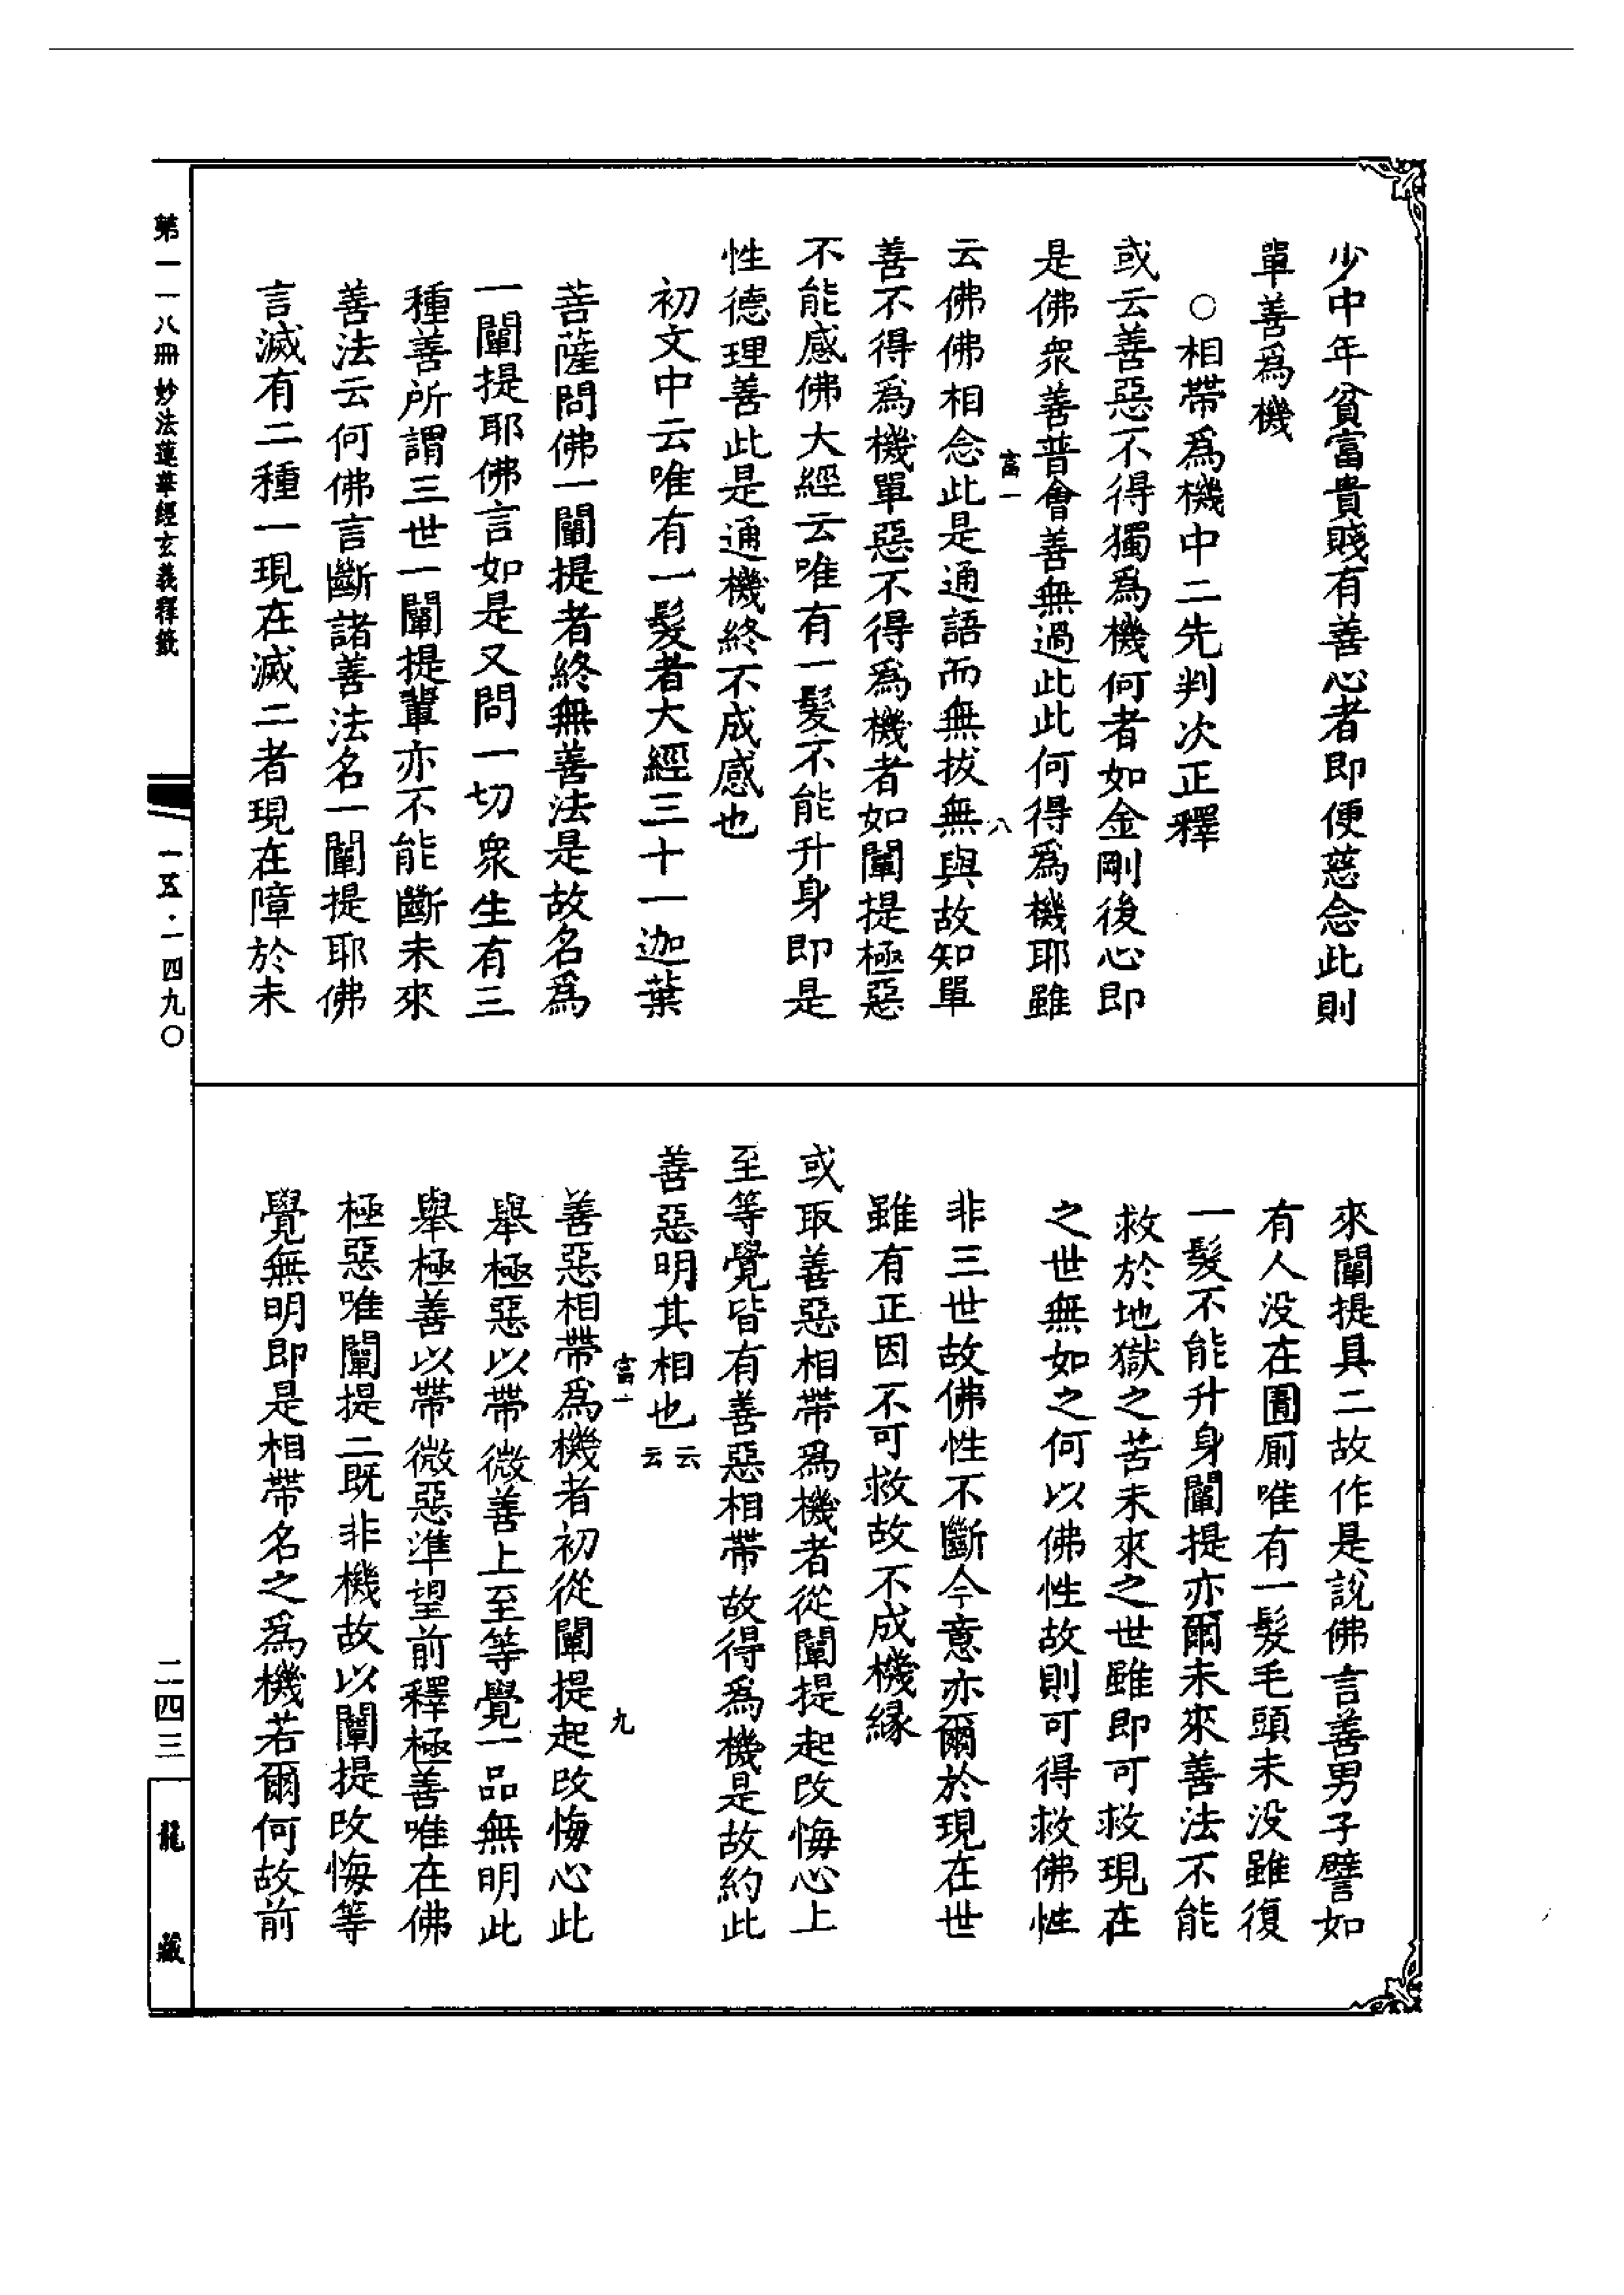 少中年貧富貴賤有善心者即便慈念此則
單善為機
○相帶為機中二先判次正釋
或云善惡不得獨為機何者如金剛後心即
是佛衆善普會善無過此此何得為機耶雖
富一
八
云佛佛相念此是通語而無拔無與故知單
善不得為機單惡不得為機者如闡提極惡
不能感佛大經云唯有一髮不能升身即是
性德理善此是通機終不成感也
初文中云唯有一髮者大經三十一迦葉
菩薩問佛一闡提者終無善法是故名為
一闡提耶佛言如是又問一切衆生有三
種善所謂三世一闡提輩亦不能斷未來
善法云何佛言斷諸善法名一闡提耶佛
言滅有二種一現在滅二者現在障於未
來闡提具二故作是說佛言善男子譬如
有人没在圊厠唯有一髮毛頭未没雖復
一髮不能升身闡提亦爾未來善法不能
救於地獄之苦未來之世雖即可救現在
之世無如之何以佛性故則可得救佛性
非三世故佛性不斷今意亦爾於現在世
雖有正因不可救故不成機緣
或取善惡相帶為機者從闡提起改悔心上
至等覺皆有善惡相帶故得為機是故約此
善惡明其相也云云
富一
九
善惡相帶為機者初從闡提起改悔心此
舉極惡以帶微善上至等覺一品無明此
舉極善以帶微惡準望前釋極善唯在佛
極惡唯闡提二既非機故以闡提改悔等
覺無明即是相帶名之為機若爾何故前
第一一八冊 妙法蓮華經玄義釋籤
一五·一四九〇
二四三
龍藏